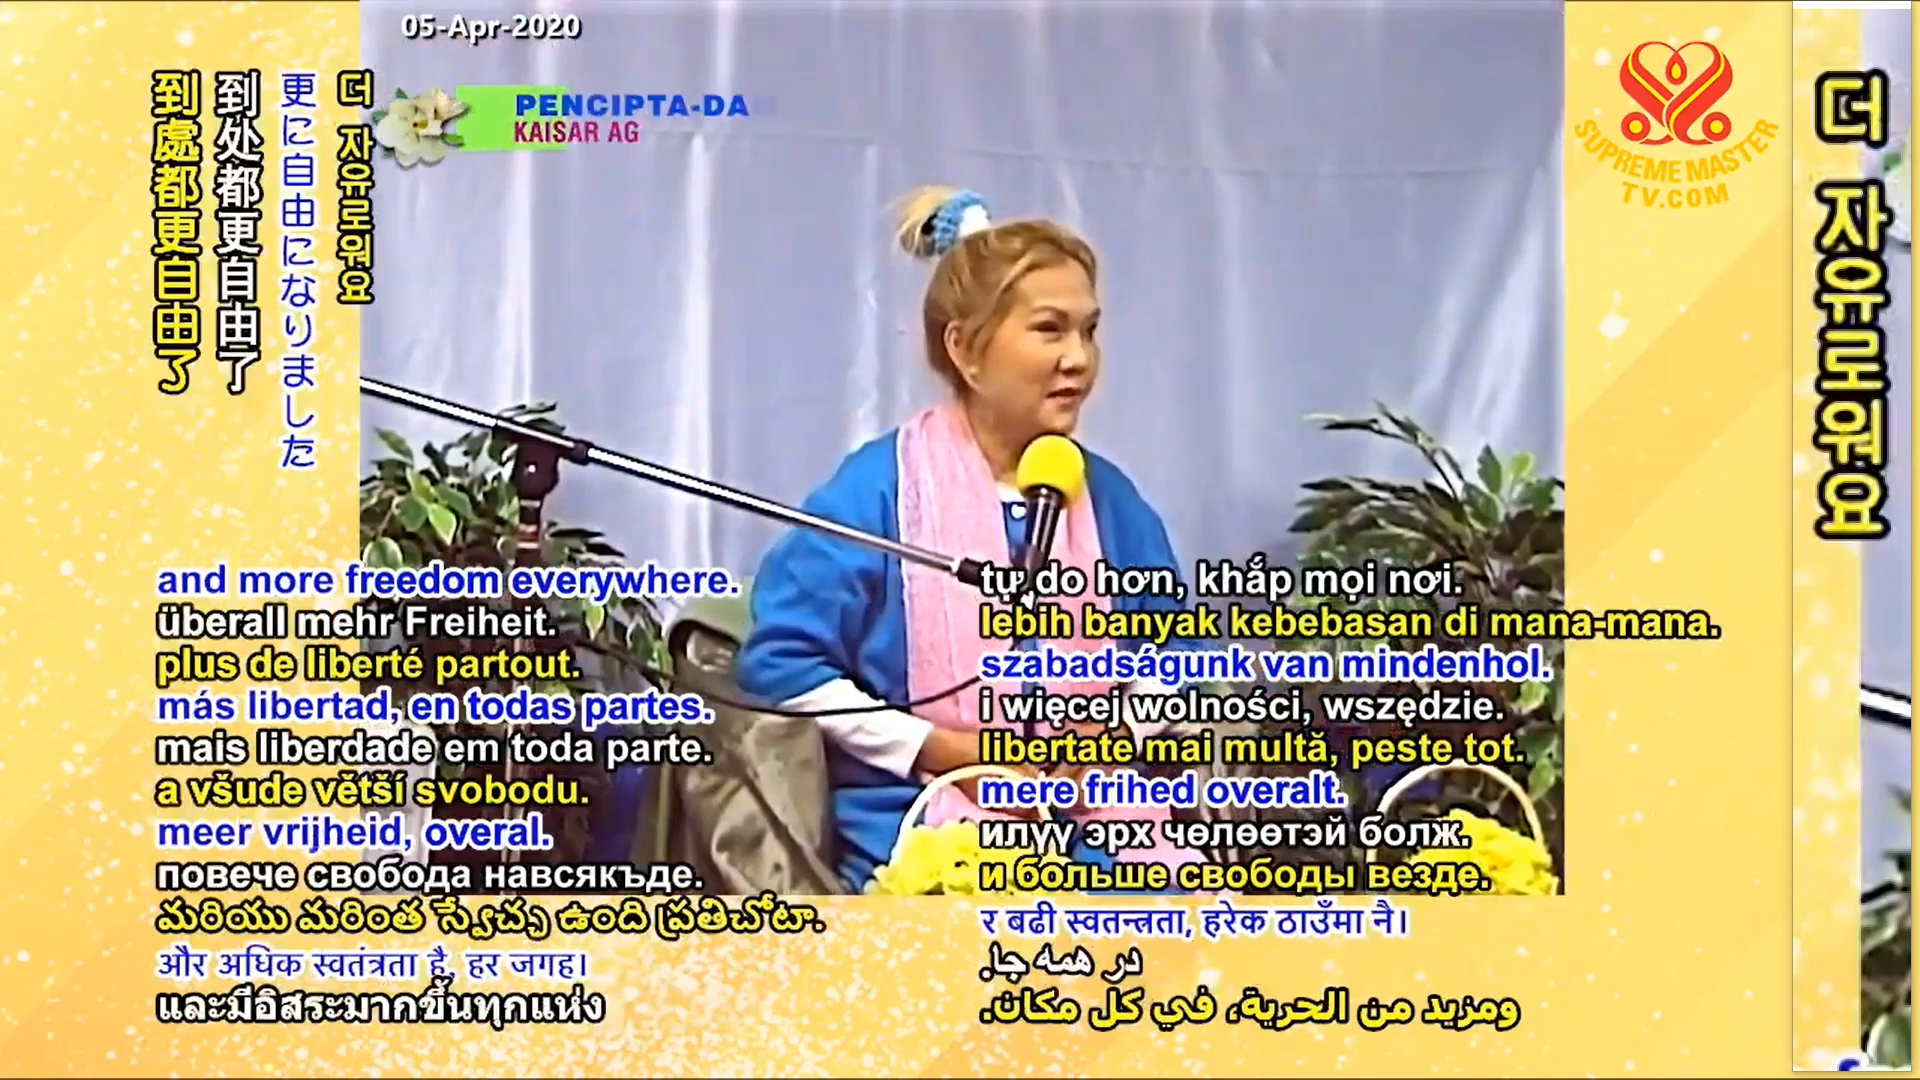 05-Apr-2020
PENCIPTA-DA
KAISAR AG
SUPREME MASTER
TV.COM
到處都更自由了
到处都更自由了
更に自由になりました
더 자유로워요
and more freedom everywhere.
überall mehr Freiheit.
plus de liberté partout.
más libertad, en todas partes.
mais liberdade em toda parte.
a všude větší svobodu.
meer vrijheid, overal.
повече свобода навсякъде.
మరియు మరింత స్వేచ్ఛ ఉంది ప్రతిచోటా.
और अधिक स्वतंत्रता है, हर जगह।
และมีอิสระมากขึ้นทุกแห่ง
tự do hơn, khắp mọi nơi.
lebih banyak kebebasan di mana-mana.
szabadságunk van mindenhol.
i więcej wolności, wszędzie.
libertate mai multă, peste tot.
mere frihed overalt.
илүү эрх чөлөөтэй болж.
и больше свободы везде.
र बढी स्वतन्त्रता, हरेक ठाउँमा नै।
در همه جا.
ومزيد من الحرية، في كل مكان.
더 자유로워요